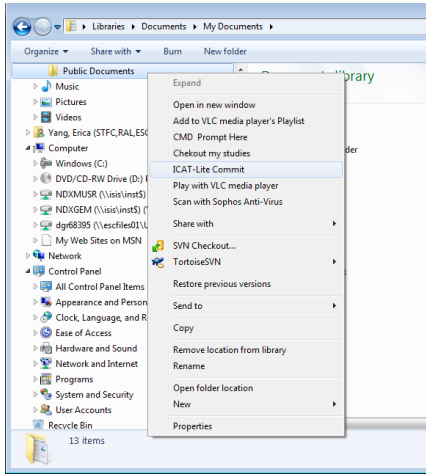 Libraries Documents My Documents
Organize Share with Burn New folder
Public Documents
Music
Pictures
Videos
Yang, Erica (STFC,RAL,ESC
Computer
Windows (C:)
DVD/CD-RW Drive (D:)
NDXMUSR (\\isis\inst$)
NDXGEM (\\isis\inst$) (
dgr68395 (\\escfiles01\
My Web Sites on MSN
Network
Control Panel
All Control Panel Items
Appearance and Person
Clock, Language, and R
Ease of Access
Hardware and Sound
Network and Internet
Programs
System and Security
User Accounts
Recycle Bin
Expand
Open in new window
Add to VLC media player's Playlist
CMD Prompt Here
Chekout my studies
ICAT-Lite Commit
Play with VLC media player
Scan with Sophos Anti-Virus
Share with
SVN Checkout...
TortoiseSVN
Restore previous versions
Send to
Copy
Remove location from library
Rename
Open folder location
New
Properties
brary
der
13 items